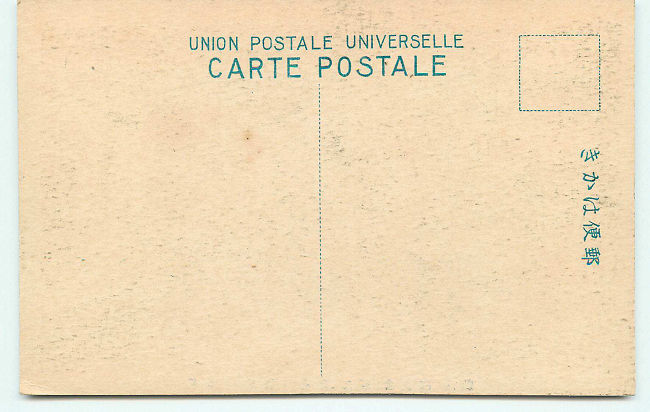 UNION POSTALE UNIVERSELLE
CARTE POSTALE
郵便はかき